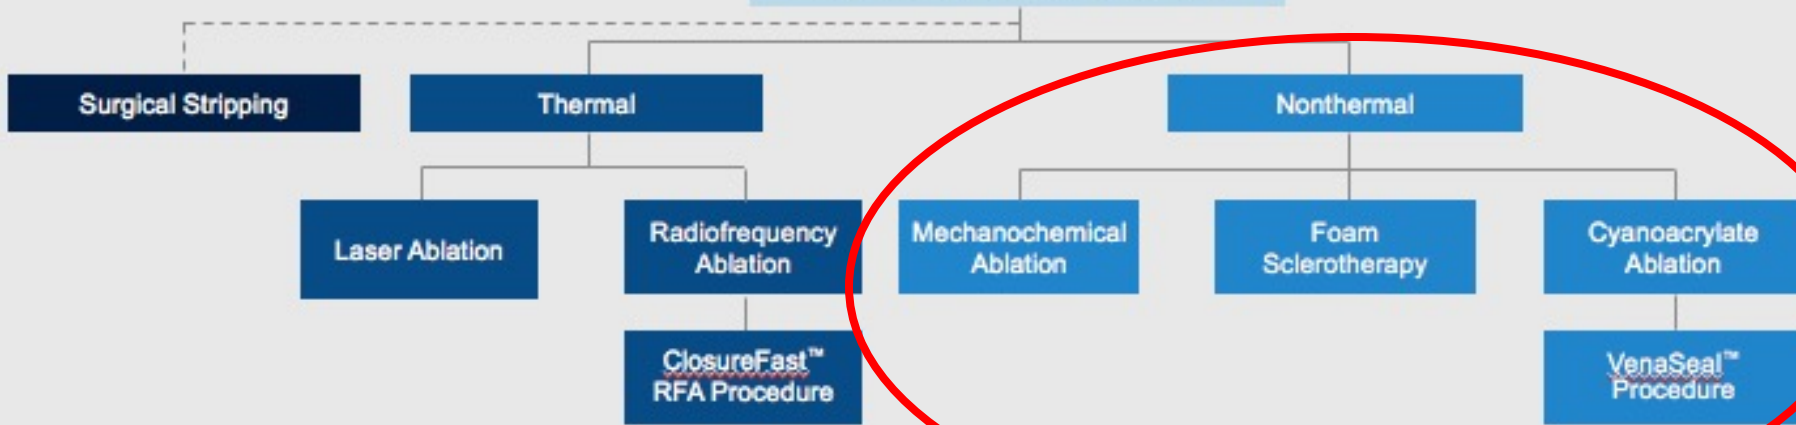 Surgical Stripping
Thermal
Nonthermal
Laser Ablation
Radiofrequency
Ablation
Mechanochemical
Ablation
Foam
Sclerotherapy
Cyanoacrylate
Ablation
ClosureFast™
RFA Procedure
VenaSeal™
Procedure